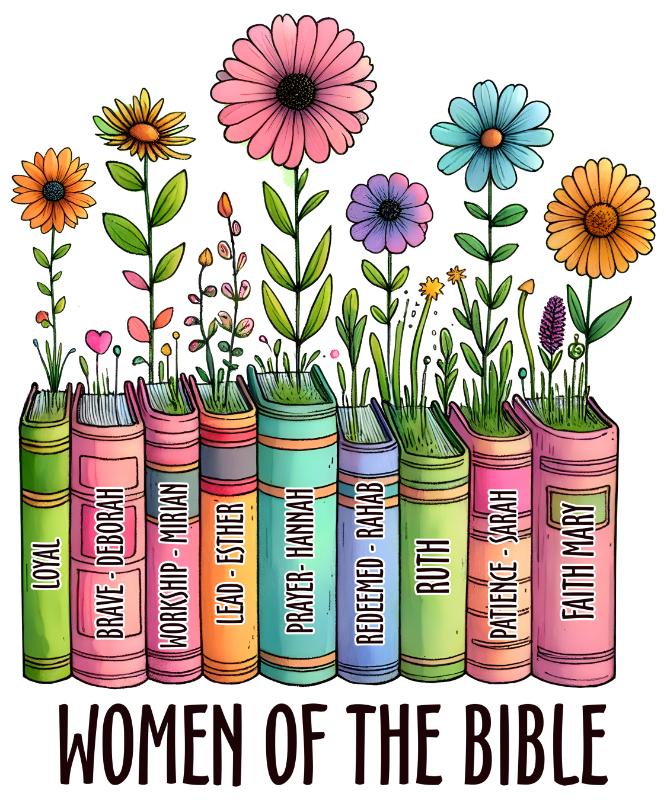 LOYAL
BRAVE - DEBORAH
WORKSHIP - MIRIAN
LEAD - ESTHER
PRAYER- HANNAH
REDEEMED - RAHAB
RUTH
PATIENCE - SARAH
FAITH MARY
WOMEN OF THE BIBLE